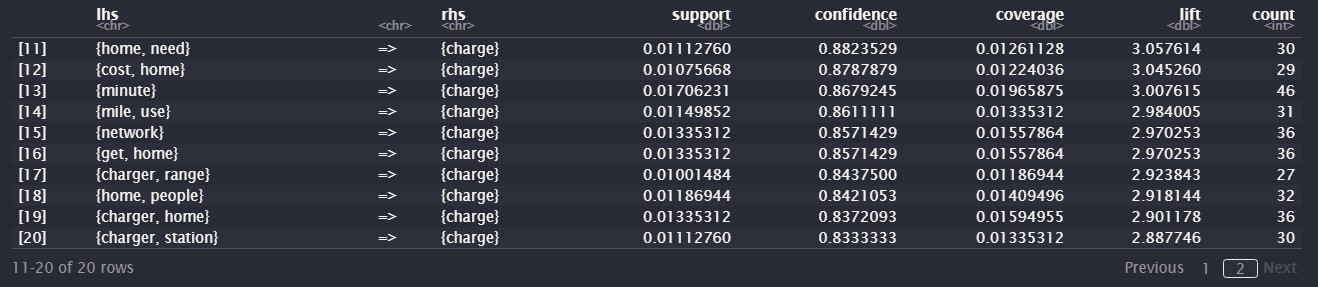 lhs rhs support confidence coverage lift count
<chr> <chr> <chr> <dbl> <dbl> <dbl> <dbl> <int>
[11] {home, need} => {charge} 0.01112760 0.8823529 0.01261128 3.057614 30
[12] {cost, home} => {charge} 0.01075668 0.8787879 0.01224036 3.045260 29
[13] {minute} => {charge} 0.01706231 0.8679245 0.01965875 3.007615 46
[14] {mile, use} => {charge} 0.01149852 0.8611111 0.01335312 2.984005 31
[15] {network} => {charge} 0.01335312 0.8571429 0.01557864 2.970253 36
[16] {get, home} => {charge} 0.01335312 0.8571429 0.01557864 2.970253 36
[17] {charger, range} => {charge} 0.01001484 0.8437500 0.01186944 2.923843 27
[18] {home, people} => {charge} 0.01186944 0.8421053 0.01409496 2.918144 32
[19] {charger, home} => {charge} 0.01335312 0.8372093 0.01594955 2.901178 36
[20] {charger, station} => {charge} 0.01112760 0.8333333 0.01335312 2.887746 30
11-20 of 20 rows Previous 1 2 Next